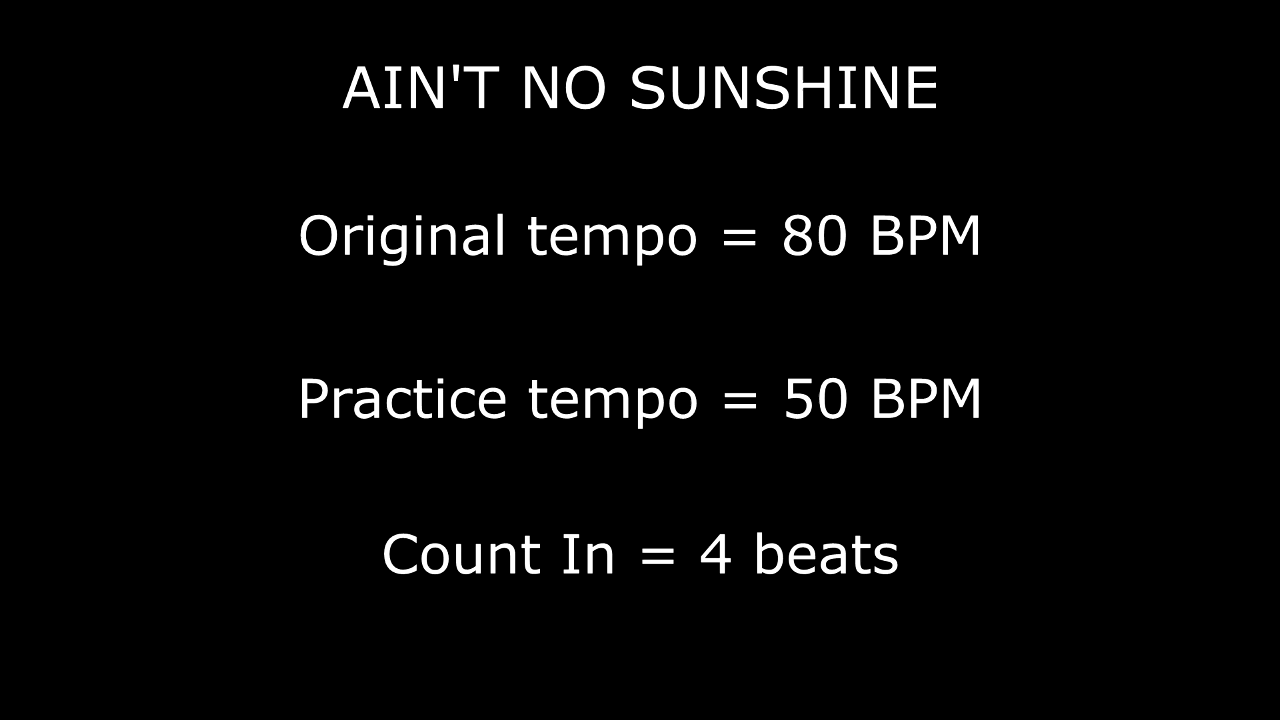 AIN'T NO SUNSHINE
Original tempo = 80 BPM
Practice tempo = 50 BPM
Count In = 4 beats